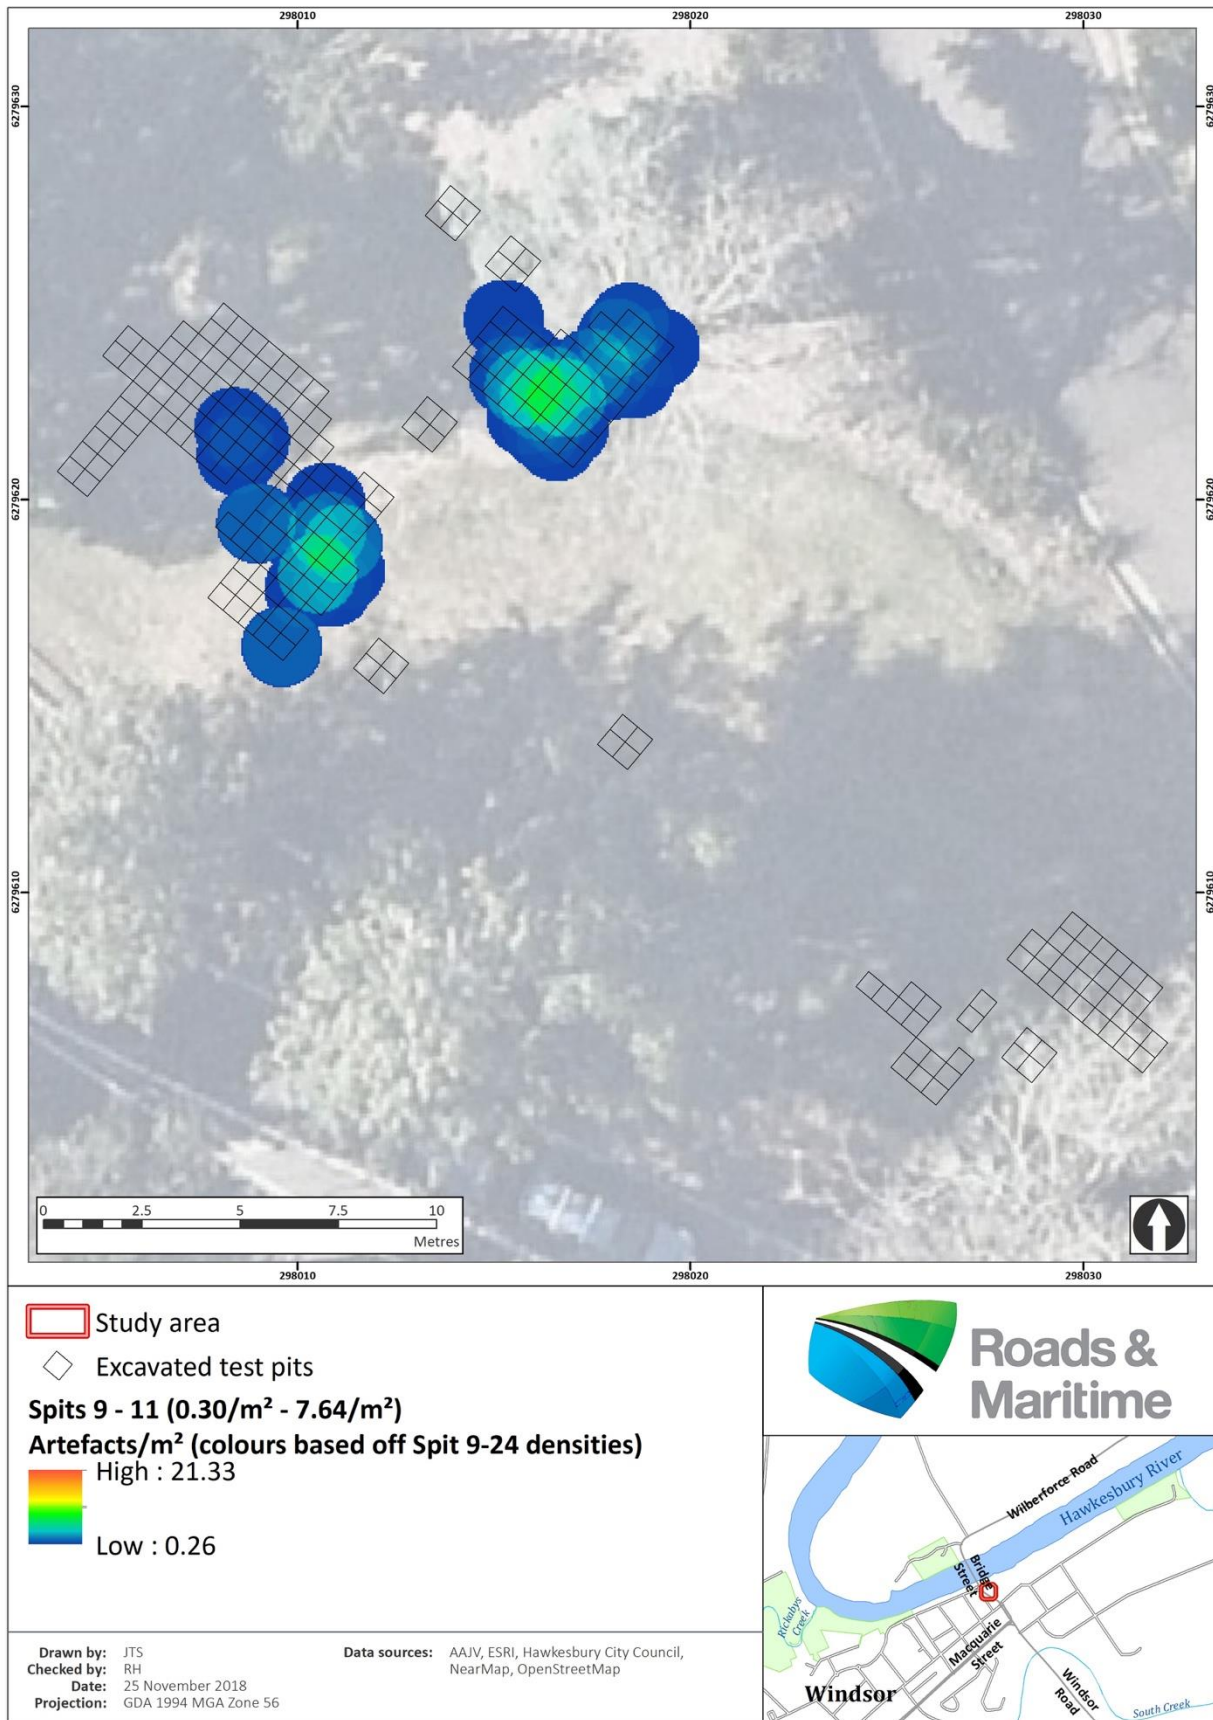 298010
298020
298030
6279630
6279630
6279620
6279620
6279610
6279610
0 2.5 5 7.5 10
Metres
298010
298020
298030
Study area
Excavated test pits
Spits 9 - 11 (0.30/m² - 7.64/m²)
Artefacts/m² (colours based off Spit 9-24 densities)
High : 21.33
Low : 0.26
Drawn by: JTS
Checked by: RH
Date: 25 November 2018
Projection: GDA 1994 MGA Zone 56
Data sources: AAJV, ESRI, Hawkesbury City Council,
NearMap, OpenStreetMap
Roads &
Maritime
Wilberforce Road
Hawkesbury River
Bridge
Street
Rickabys
Creek
Macquarie
Street
Windsor
Windsor
Road
South Creek